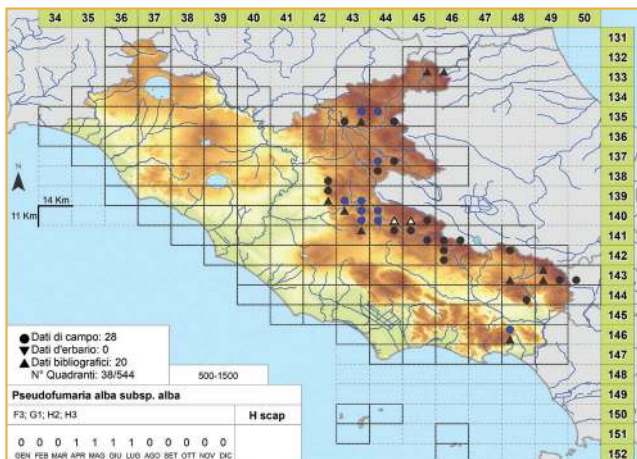 34 35 36 37 38 39 40 41 42 43 44 45 46 47 48 49 50
131
132
133
134
135
136
137
138
139
140
141
142
143
144
145
146
147
148
149
150
151
152
N
14 Km
11 Km
Dati di campo: 28
Dati d'erbario: 0
Dati bibliografici: 20
N° Quadranti: 38/544
500-1500
Pseudofumaria alba subsp. alba
F3; G1; H2; H3
H scap
0 0 0 1 1 1 1 0 0 0 0 0
GEN FEB MAR APR MAG GIU LUG AGO SET OTT NOV DIC